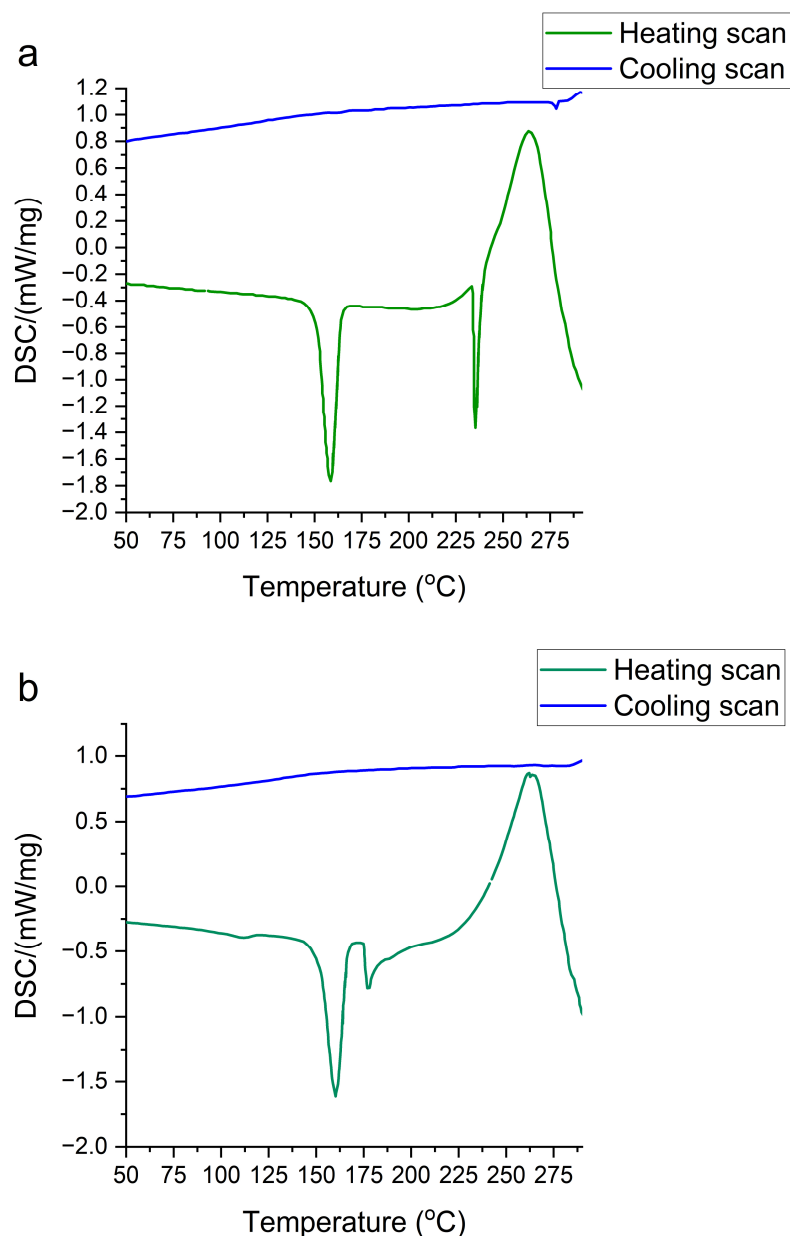 a
Heating scan
Cooling scan
DSC/(mW/mg)
1.2
1.0
0.8
0.6
0.4
0.2
0.0
−0.2
−0.4
−0.6
−0.8
−1.0
−1.2
−1.4
−1.6
−1.8
−2.0
50 75 100 125 150 175 200 225 250 275
Temperature (°C)
b
Heating scan
Cooling scan
DSC/(mW/mg)
1.0
0.5
0.0
−0.5
−1.0
−1.5
−2.0
50 75 100 125 150 175 200 225 250 275
Temperature (°C)